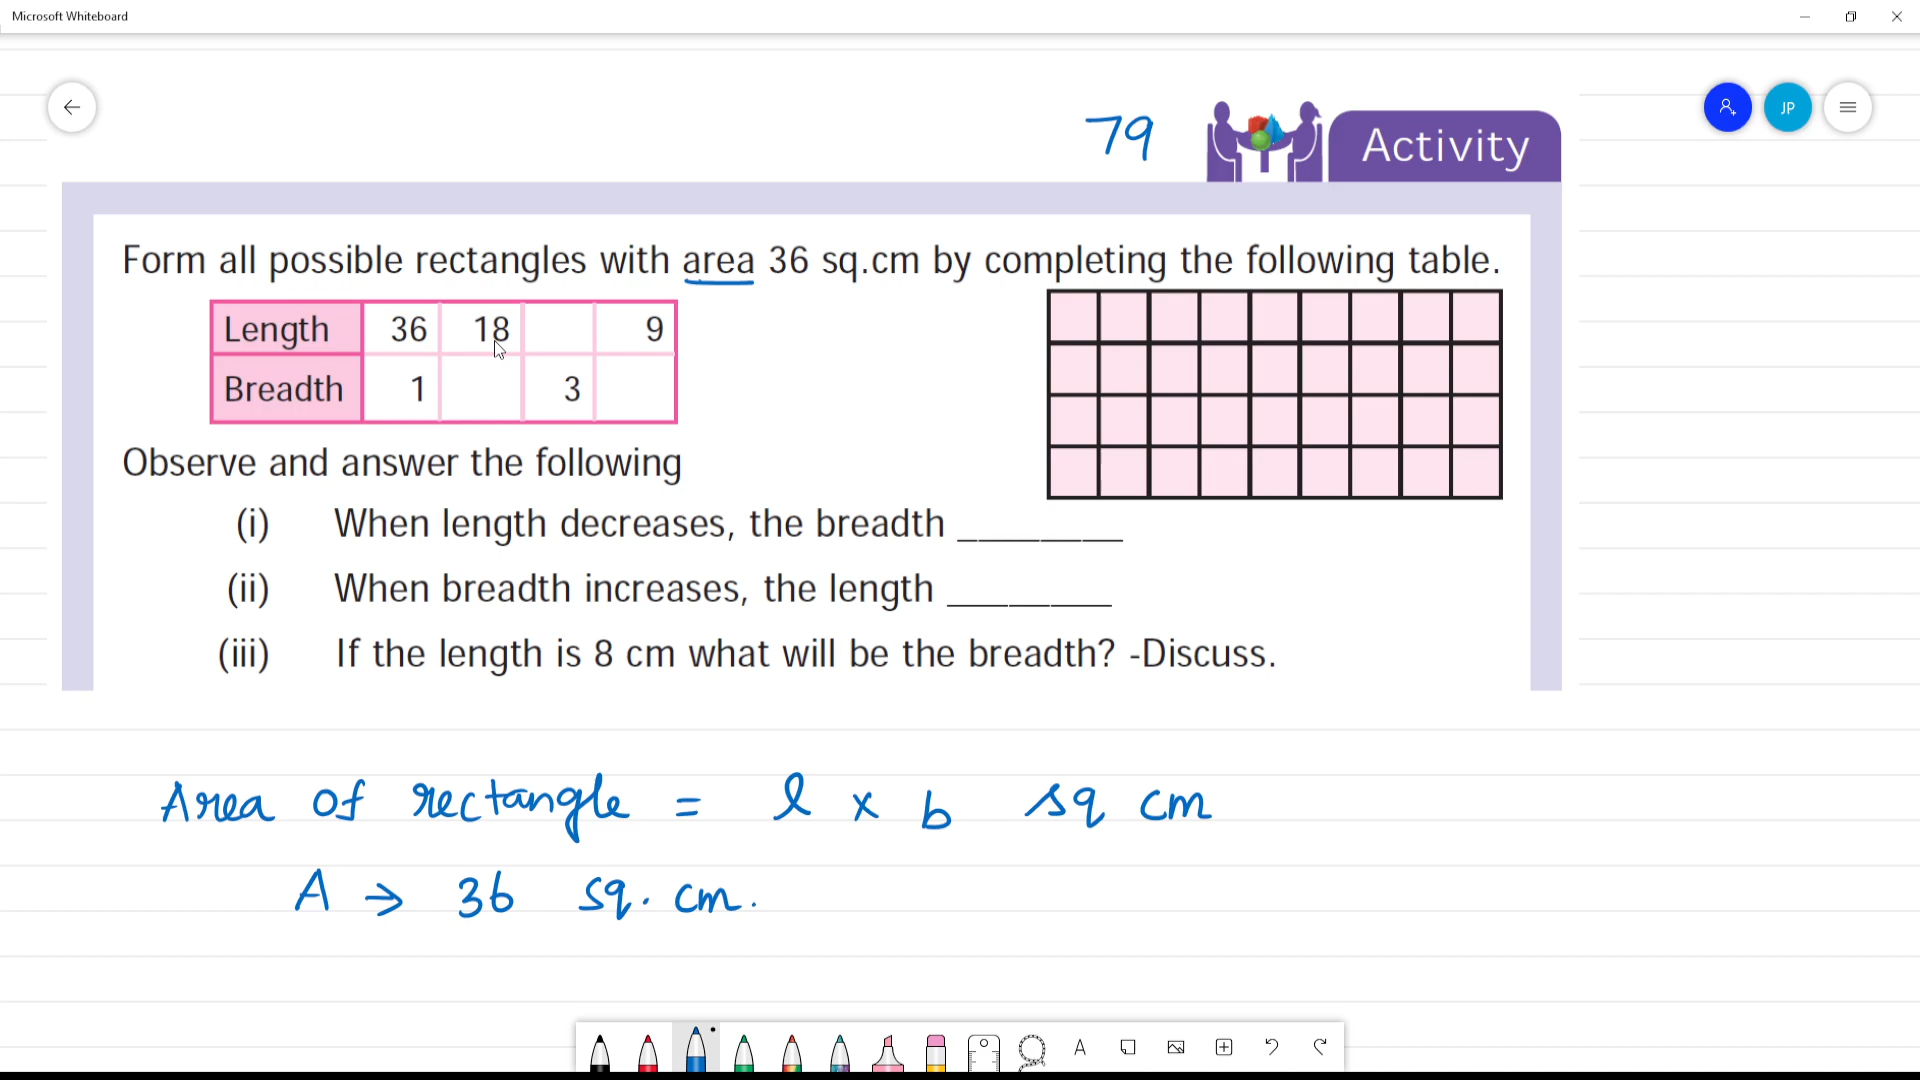 Microsoft Whiteboard
79
Activity
JP
Form all possible rectangles with area 36 sq.cm by completing the following table.
Length 36 18 9
Breadth 1 3
Observe and answer the following
(i) When length decreases, the breadth ________
(ii) When breadth increases, the length ________
(iii) If the length is 8 cm what will be the breadth? -Discuss.
Area of rectangle = l x b sq cm
A → 36 sq. cm.
A